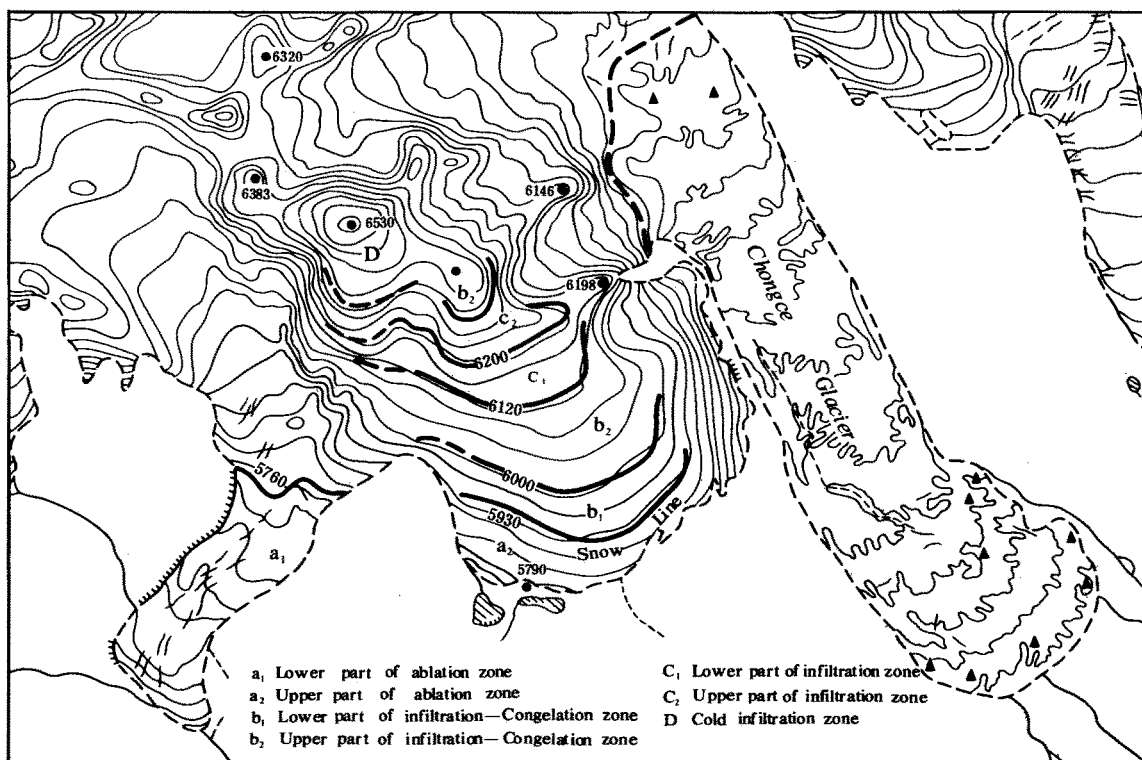 6320
6383
6146
6530
D
6198
b₂
c₂
6200
C₁
6120
b₂
Chongce
Glacier
5760
6000
b₁
5930
Snow Line
a₂
a₁
5790
a₁ Lower part of ablation zone
a₂ Upper part of ablation zone
b₁ Lower part of infiltration—Congelation zone
b₂ Upper part of infiltration—Congelation zone
C₁ Lower part of infiltration zone
C₂ Upper part of infiltration zone
D Cold infiltration zone